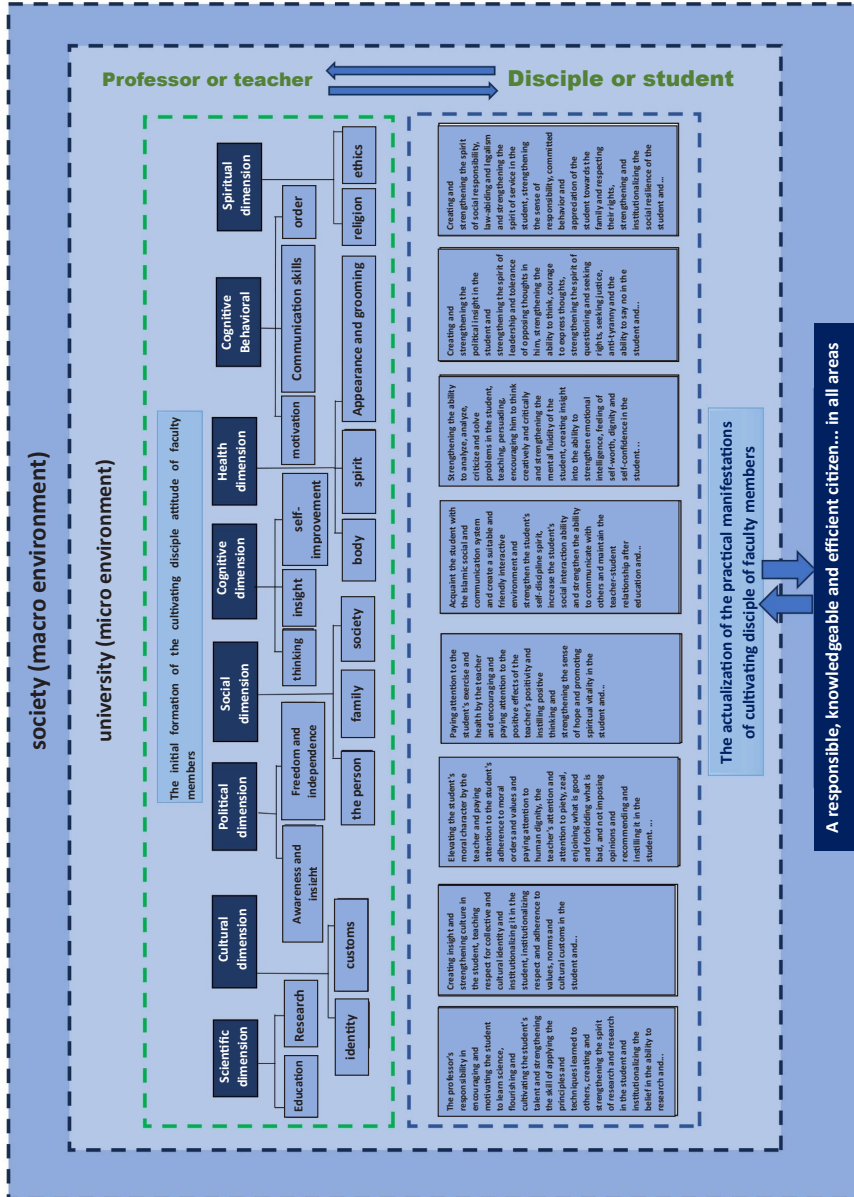 society (macro environment)
university (micro environment)
Professor or teacher
Disciple or student
The initial formation of the cultivating disciple attitude of faculty
members
Scientific
dimension
Cultural
dimension
Political
dimension
Social
dimension
Cognitive
dimension
Health
dimension
Cognitive
Behavioral
Spiritual
dimension
Education
Research
Awareness and
insight
Freedom and
independence
thinking
insight
self-
improvement
motivation
Communication skills
order
identity
customs
the person
family
society
body
spirit
Appearance and grooming
religion
ethics
The professor's
responsibility in
encouraging and
motivating the student
to learn science,
flourishing and
cultivating the student's
talent and strengthening
the skill of applying the
principles and
techniques learned to
others, creating and
strengthening the spirit
of research and research
in the student and
institutionalizing the
belief in the ability to
research and...
Creating insight and
strengthening culture in
the student, teaching
respect for collective and
cultural identity and
institutionalizing it in the
student, institutionalizing
respect and adherence to
values, norms and
cultural customs in the
student and...
Elevating the student's
moral character by the
teacher and paying
attention to the student's
adherence to moral
orders and values and
paying attention to
human dignity, the
teacher's attention and
attention to piety, zeal,
enjoining what is good
and forbidding what is
bad, and not imposing
opinions and
recommending and
instilling it in the
student. ...
Paying attention to the
student's exercise and
health by the teacher
and encouraging and
paying attention to the
positive effects of the
teacher's positivity and
instilling positive
thinking and
strengthening the sense
of hope and promoting
spiritual vitality in the
student and...
Acquaint the student with
the Islamic social and
communication system
and create a suitable and
friendly interactive
environment and
strengthen the student's
self-discipline spirit,
increase the student's
social interaction ability
and strengthen the ability
to communicate with
others and maintain the
teacher-student
relationship after
education and...
Strengthening the ability
to analyze, analyze,
criticize and solve
problems in the student,
teaching, persuading,
encouraging him to think
creatively and critically
and strengthening the
mental fluidity of the
student, creating insight
into the ability to
strengthen emotional
intelligence, feeling of
self-worth, dignity and
self-confidence in the
student...
Creating and
strengthening the
political insight in the
student and
strengthening the spirit of
leadership and tolerance
of opposing thoughts in
him, strengthening the
ability to think, courage
to express thoughts,
strengthening the spirit of
questioning and seeking
rights, seeking justice,
anti-tyranny and the
ability to say no in the
student and...
Creating and
strengthening the spirit
of social responsibility,
law-abiding and legalism
and strengthening the
spirit of service in the
student, strengthening
the sense of
responsibility, committed
behavior and
appreciation of the
student towards the
family and respecting
their rights,
strengthening and
institutionalizing the
social resilience of the
student and...
The actualization of the practical manifestations
of cultivating disciple of faculty members
A responsible, knowledgeable and efficient citizen... in all areas